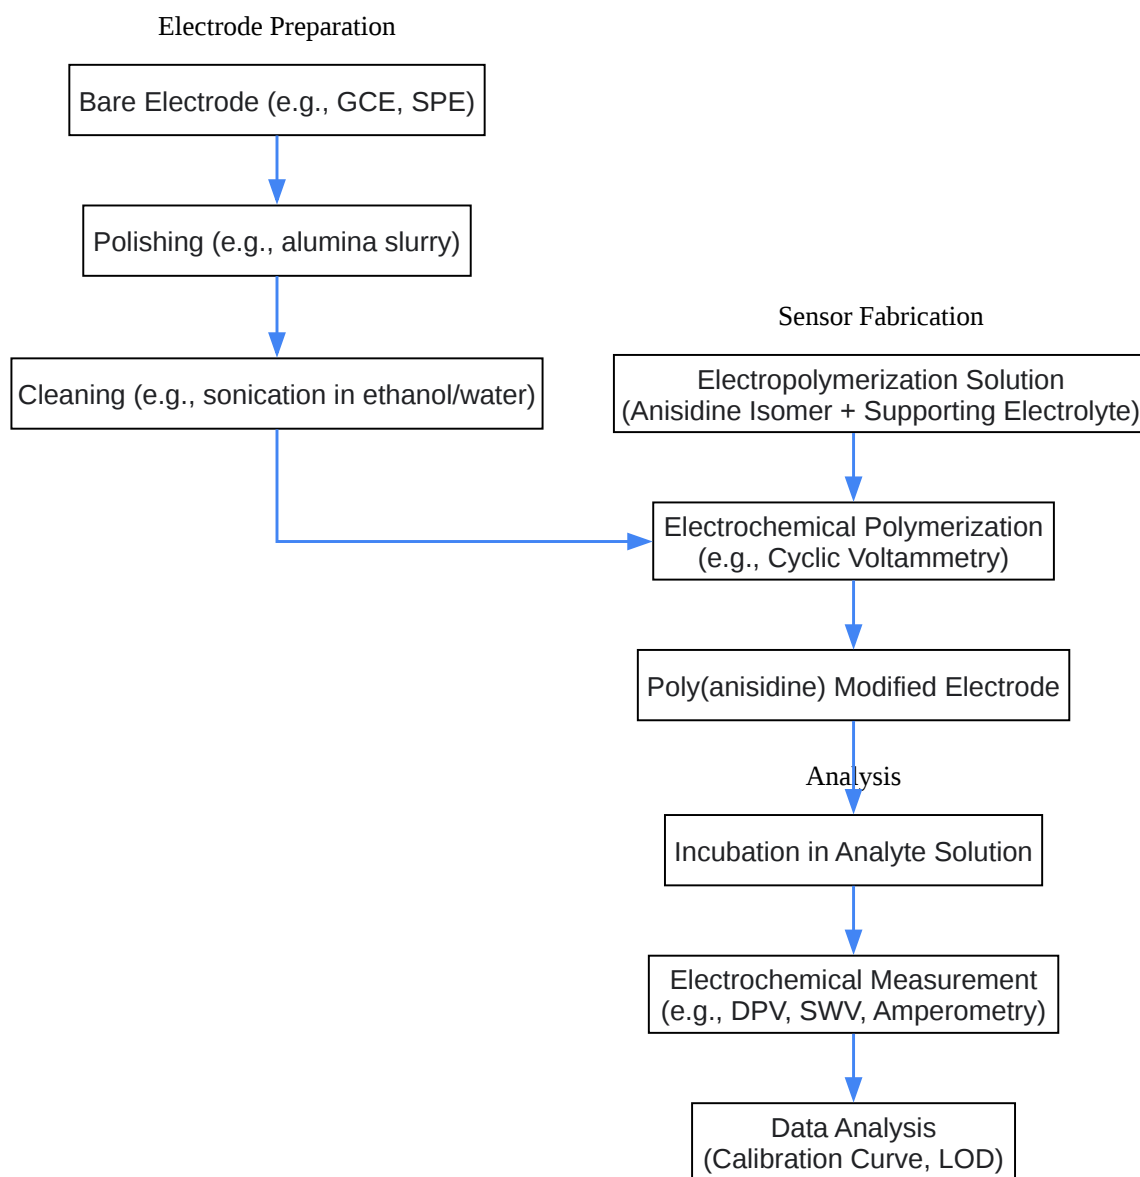 Electrode Preparation
Bare Electrode (e.g., GCE, SPE)
Polishing (e.g., alumina slurry)
Cleaning (e.g., sonication in ethanol/water)
Sensor Fabrication
Electropolymerization Solution
(Anisidine Isomer + Supporting Electrolyte)
Electrochemical Polymerization
(e.g., Cyclic Voltammetry)
Poly(anisidine) Modified Electrode
Analysis
Incubation in Analyte Solution
Electrochemical Measurement
(e.g., DPV, SWV, Amperometry)
Data Analysis
(Calibration Curve, LOD)